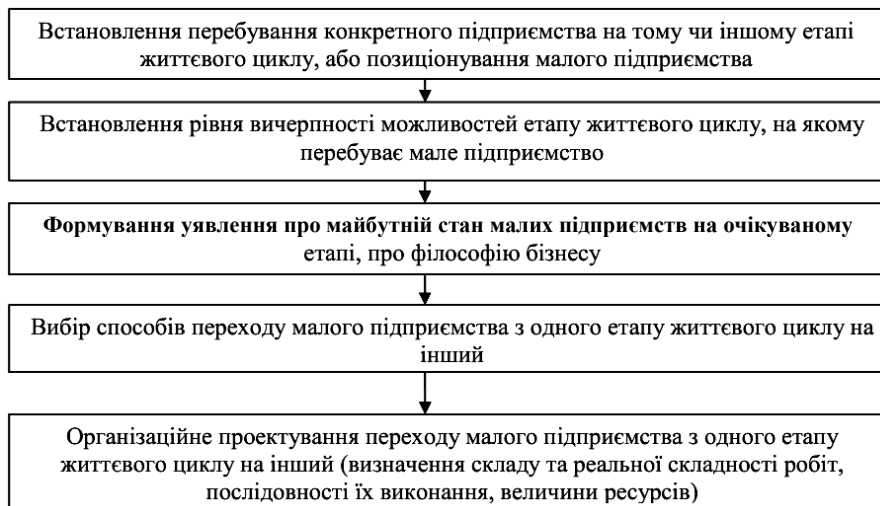 Встановлення перебування конкретного підприємства на тому чи іншому етапі
життєвого циклу, або позиціонування малого підприємства
Встановлення рівня вичерпності можливостей етапу життєвого циклу, на якому
перебуває мале підприємство
Формування уявлення про майбутній стан малих підприємств на очікуваному
етапі, про філософію бізнесу
Вибір способів переходу малого підприємства з одного етапу життєвого циклу на
інший
Організаційне проектування переходу малого підприємства з одного етапу
життєвого циклу на інший (визначення складу та реальної складності робіт,
послідовності їх виконання, величини ресурсів)